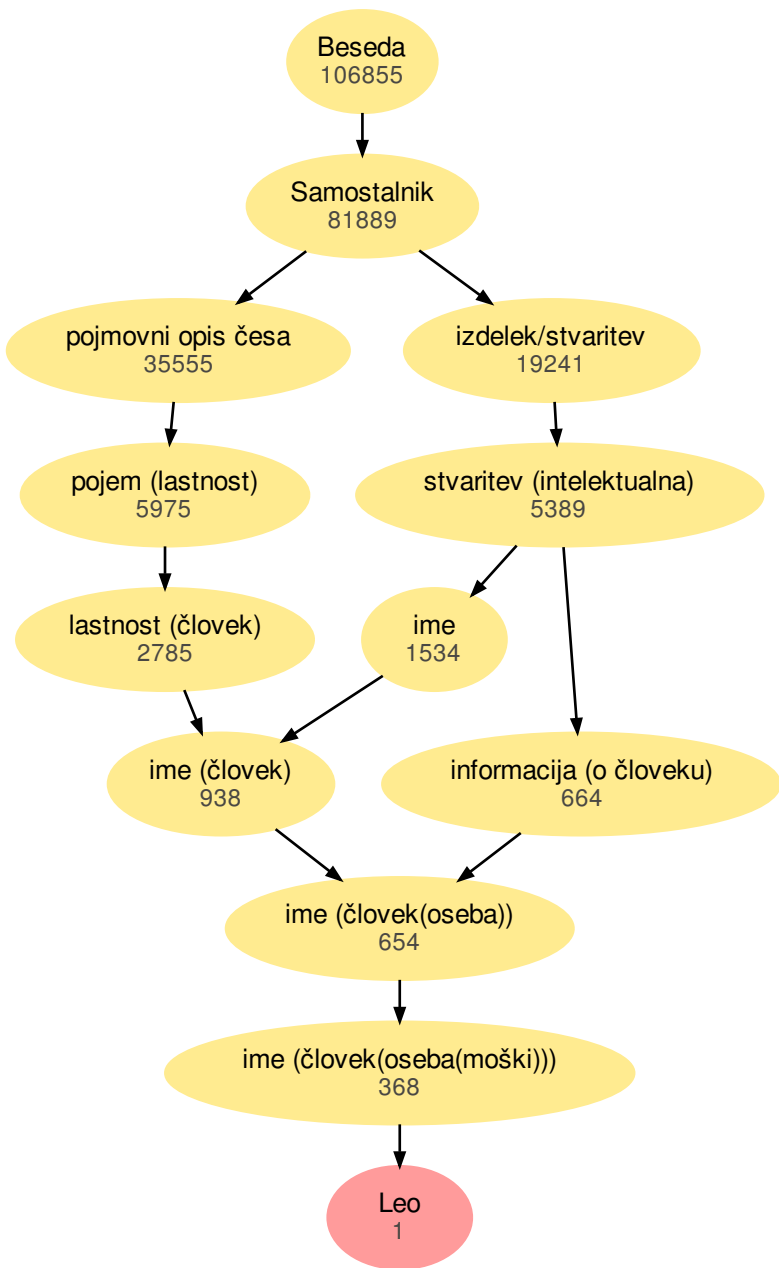 Beseda
106855
Samostalnik
81889
pojmovni opis česa
35555
izdelek/stvaritev
19241
pojem (lastnost)
5975
stvaritev (intelektualna)
5389
lastnost (človek)
2785
ime
1534
ime (človek)
938
informacija (o človeku)
664
ime (človek(oseba))
654
ime (človek(oseba(moški)))
368
Leo
1